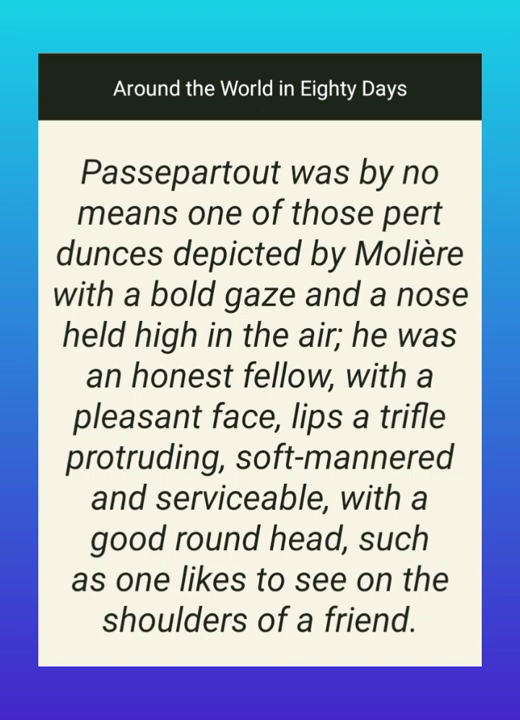 Around the World in Eighty Days
Passepartout was by no
means one of those pert
dunces depicted by Molière
with a bold gaze and a nose
held high in the air; he was
an honest fellow, with a
pleasant face, lips a trifle
protruding, soft-mannered
and serviceable, with a
good round head, such
as one likes to see on the
shoulders of a friend.